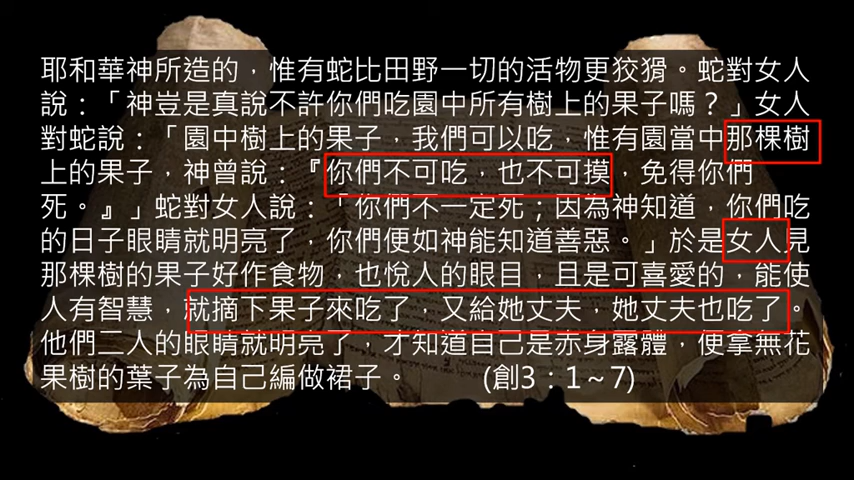 耶和華神所造的，惟有蛇比田野一切的活物更狡猾。蛇對女人
說：「神豈是真說不許你們吃園中所有樹上的果子嗎？」女人
對蛇說：「園中樹上的果子，我們可以吃，惟有園當中那棵樹
上的果子，神曾說：『你們不可吃，也不可摸，免得你們
死。』」蛇對女人說：「你們不一定死；因為神知道，你們吃
的日子眼睛就明亮了，你們便如神能知道善惡。」於是女人見
那棵樹的果子好作食物，也悅人的眼目，且是可喜愛的，能使
人有智慧，就摘下果子來吃了，又給她丈夫，她丈夫也吃了。
他們二人的眼睛就明亮了，才知道自己是赤身露體，便拿無花
果樹的葉子為自己編做裙子。 (創3：1～7)